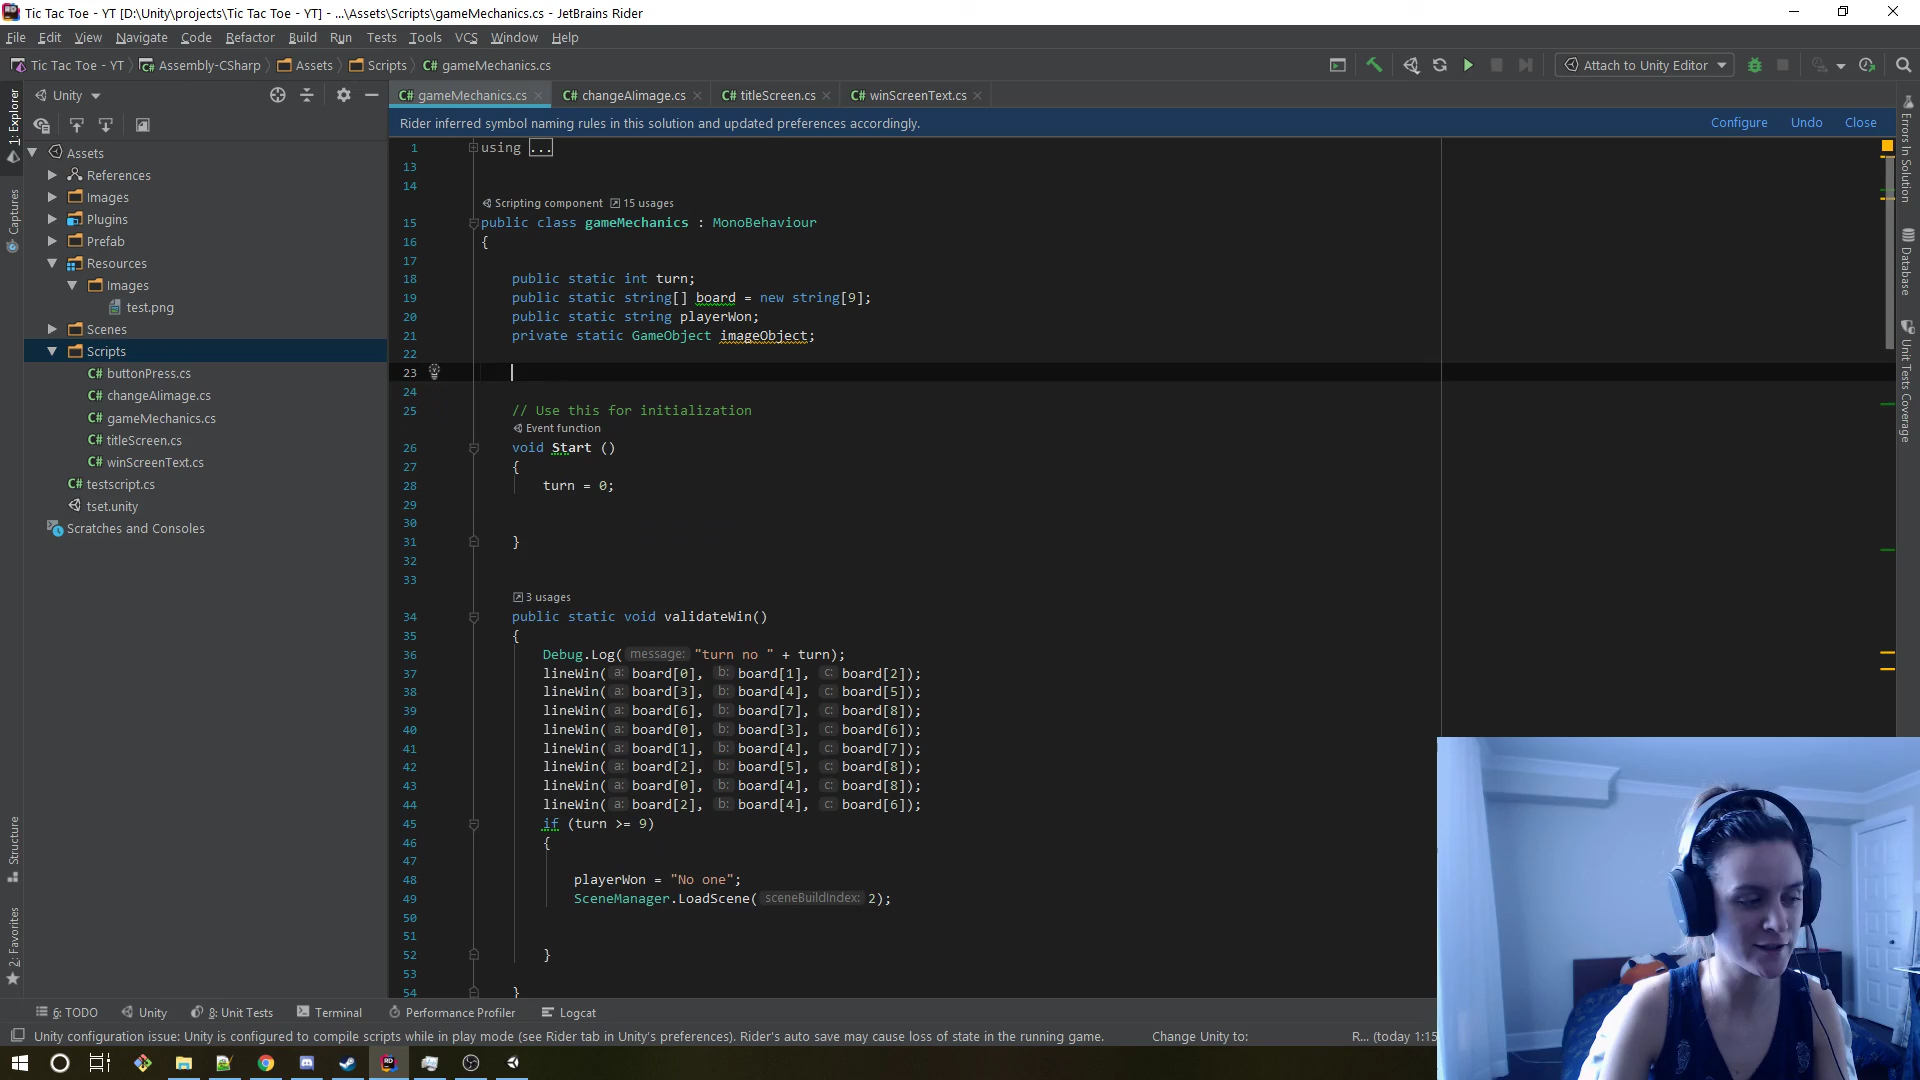 Tic Tac Toe - YT [D:\Unity\projects\Tic Tac Toe - YT] - ...\Assets\Scripts\gameMechanics.cs - JetBrains Rider
File Edit View Navigate Code Refactor Build Run Tests Tools VCS Window Help
Tic Tac Toe - YT Assembly-CSharp Assets Scripts C# gameMechanics.cs Attach to Unity Editor
Unity C# gameMechanics.cs C# changeAIimage.cs C# titleScreen.cs C# winScreenText.cs
Rider inferred symbol naming rules in this solution and updated preferences accordingly. Configure Undo Close
1: Explorer
Captures
Structure
2: Favorites
Assets
References
Images
Plugins
Prefab
Resources
Images
test.png
Scenes
Scripts
C# buttonPress.cs
C# changeAIimage.cs
C# gameMechanics.cs
C# titleScreen.cs
C# winScreenText.cs
C# testscript.cs
tset.unity
Scratches and Consoles
1 using ...
13
14
Scripting component 15 usages
15 public class gameMechanics : MonoBehaviour
16 {
17
18 public static int turn;
19 public static string[] board = new string[9];
20 public static string playerWon;
21 private static GameObject imageObject;
22
23
24
25 // Use this for initialization
Event function
26 void Start ()
27 {
28 turn = 0;
29
30
31 }
32
33
3 usages
34 public static void validateWin()
35 {
36 Debug.Log( message: "turn no " + turn);
37 lineWin( a: board[0], b: board[1], c: board[2]);
38 lineWin( a: board[3], b: board[4], c: board[5]);
39 lineWin( a: board[6], b: board[7], c: board[8]);
40 lineWin( a: board[0], b: board[3], c: board[6]);
41 lineWin( a: board[1], b: board[4], c: board[7]);
42 lineWin( a: board[2], b: board[5], c: board[8]);
43 lineWin( a: board[0], b: board[4], c: board[8]);
44 lineWin( a: board[2], b: board[4], c: board[6]);
45 if (turn >= 9)
46 {
47
48 playerWon = "No one";
49 SceneManager.LoadScene( sceneBuildIndex: 2);
50
51
52 }
53
54 }
Errors In Solution
Database
Unit Tests Coverage
6: TODO Unity 8: Unit Tests Terminal Performance Profiler Logcat
Unity configuration issue: Unity is configured to compile scripts while in play mode (see Rider tab in Unity's preferences). Rider's auto save may cause loss of state in the running game. Change Unity to: R... (today 1:15